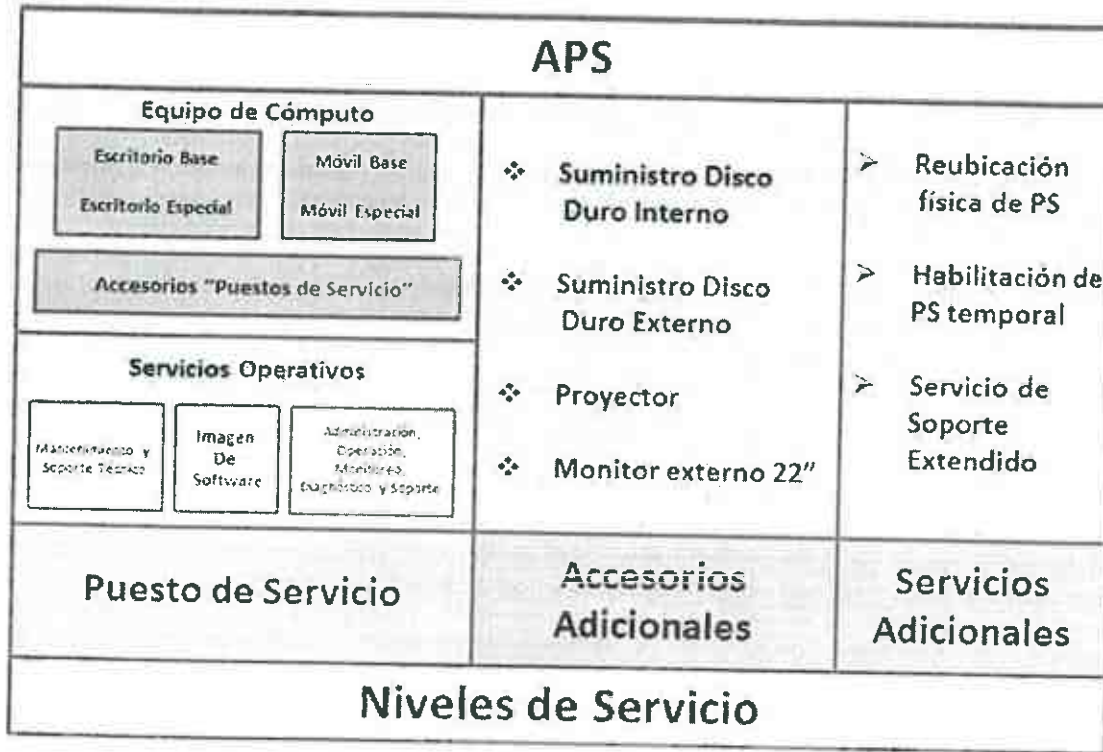 APS
Equipo de Cómputo
Escritorio Base
Escritorio Especial
Móvil Base
Móvil Especial
Accesorios "Puestos de Servicio"
Servicios Operativos
Mantenimiento y
Soporte Técnico
Imagen
De
Software
Administración,
Operación,
Monitoreo,
Diagnóstico y Soporte
Puesto de Servicio
❖ Suministro Disco
Duro Interno
❖ Suministro Disco
Duro Externo
❖ Proyector
❖ Monitor externo 22"
Accesorios
Adicionales
➢ Reubicación
física de PS
➢ Habilitación de
PS temporal
➢ Servicio de
Soporte
Extendido
Servicios
Adicionales
Niveles de Servicio